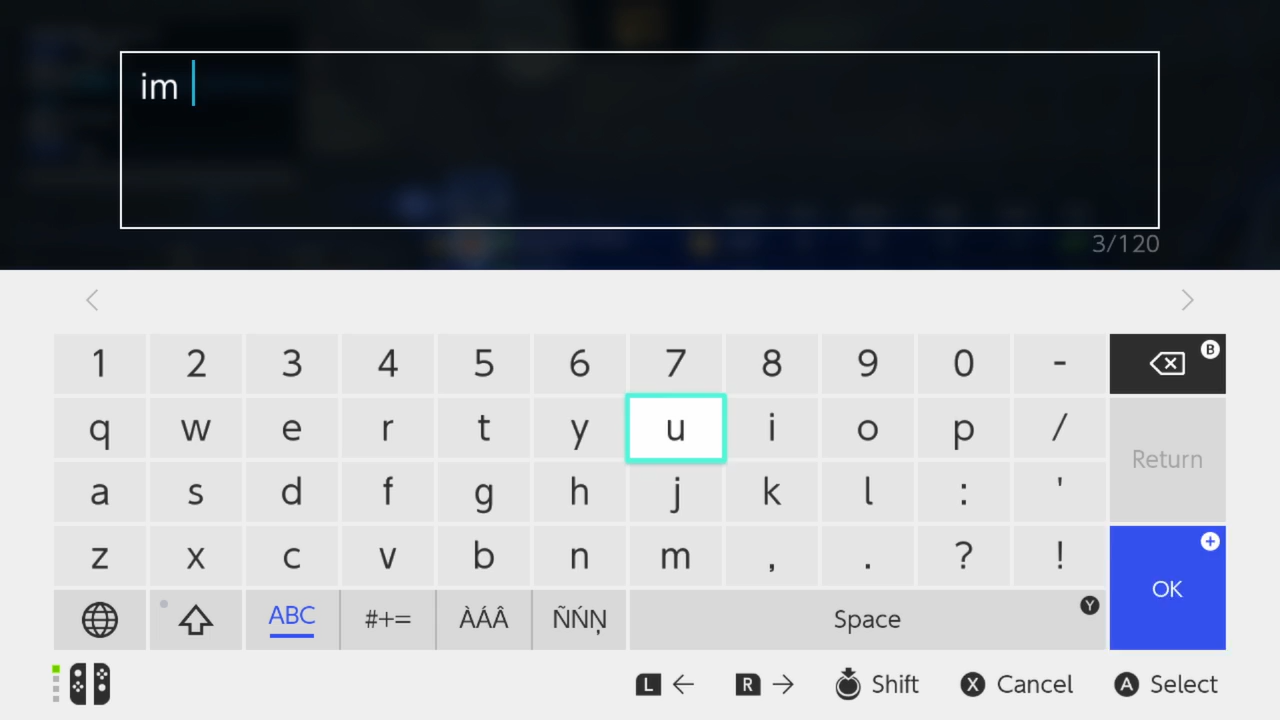 im
3/120
1 2 3 4 5 6 7 8 9 0 - B
q w e r t y u i o p / Return
a s d f g h j k l : '
z x c v b n m , . ? ! OK
ABC #+= ÀÁÂ ÑŃŅ Space Y
L ← R → Shift X Cancel A Select